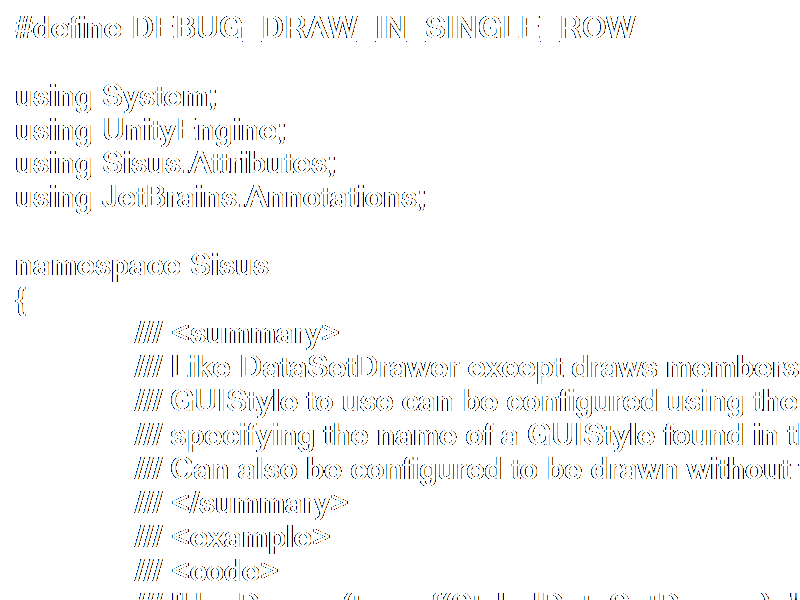 #define DEBUG_DRAW_IN_SINGLE_ROW
using System;
using UnityEngine;
using Sisus.Attributes;
using JetBrains.Annotations;
namespace Sisus
{
/// <summary>
/// Like DataSetDrawer except draws members
/// GUIStyle to use can be configured using the
/// specifying the name of a GUIStyle found in
/// Can also be configured to be drawn without
/// </summary>
/// <example>
/// <code>